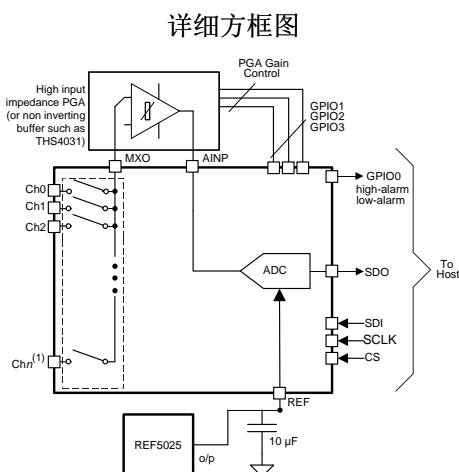 详细方框图
PGA Gain
Control
High input
impedance PGA
(or non inverting
buffer such as
THS4031)
GPIO1
GPIO2
GPIO3
MXO
AINP
Ch0
Ch1
Ch2
GPIO0
high-alarm
low-alarm
ADC
SDO
To
Host
SDI
SCLK
CS
Chn(1)
REF
REF5025
10 µF
o/p